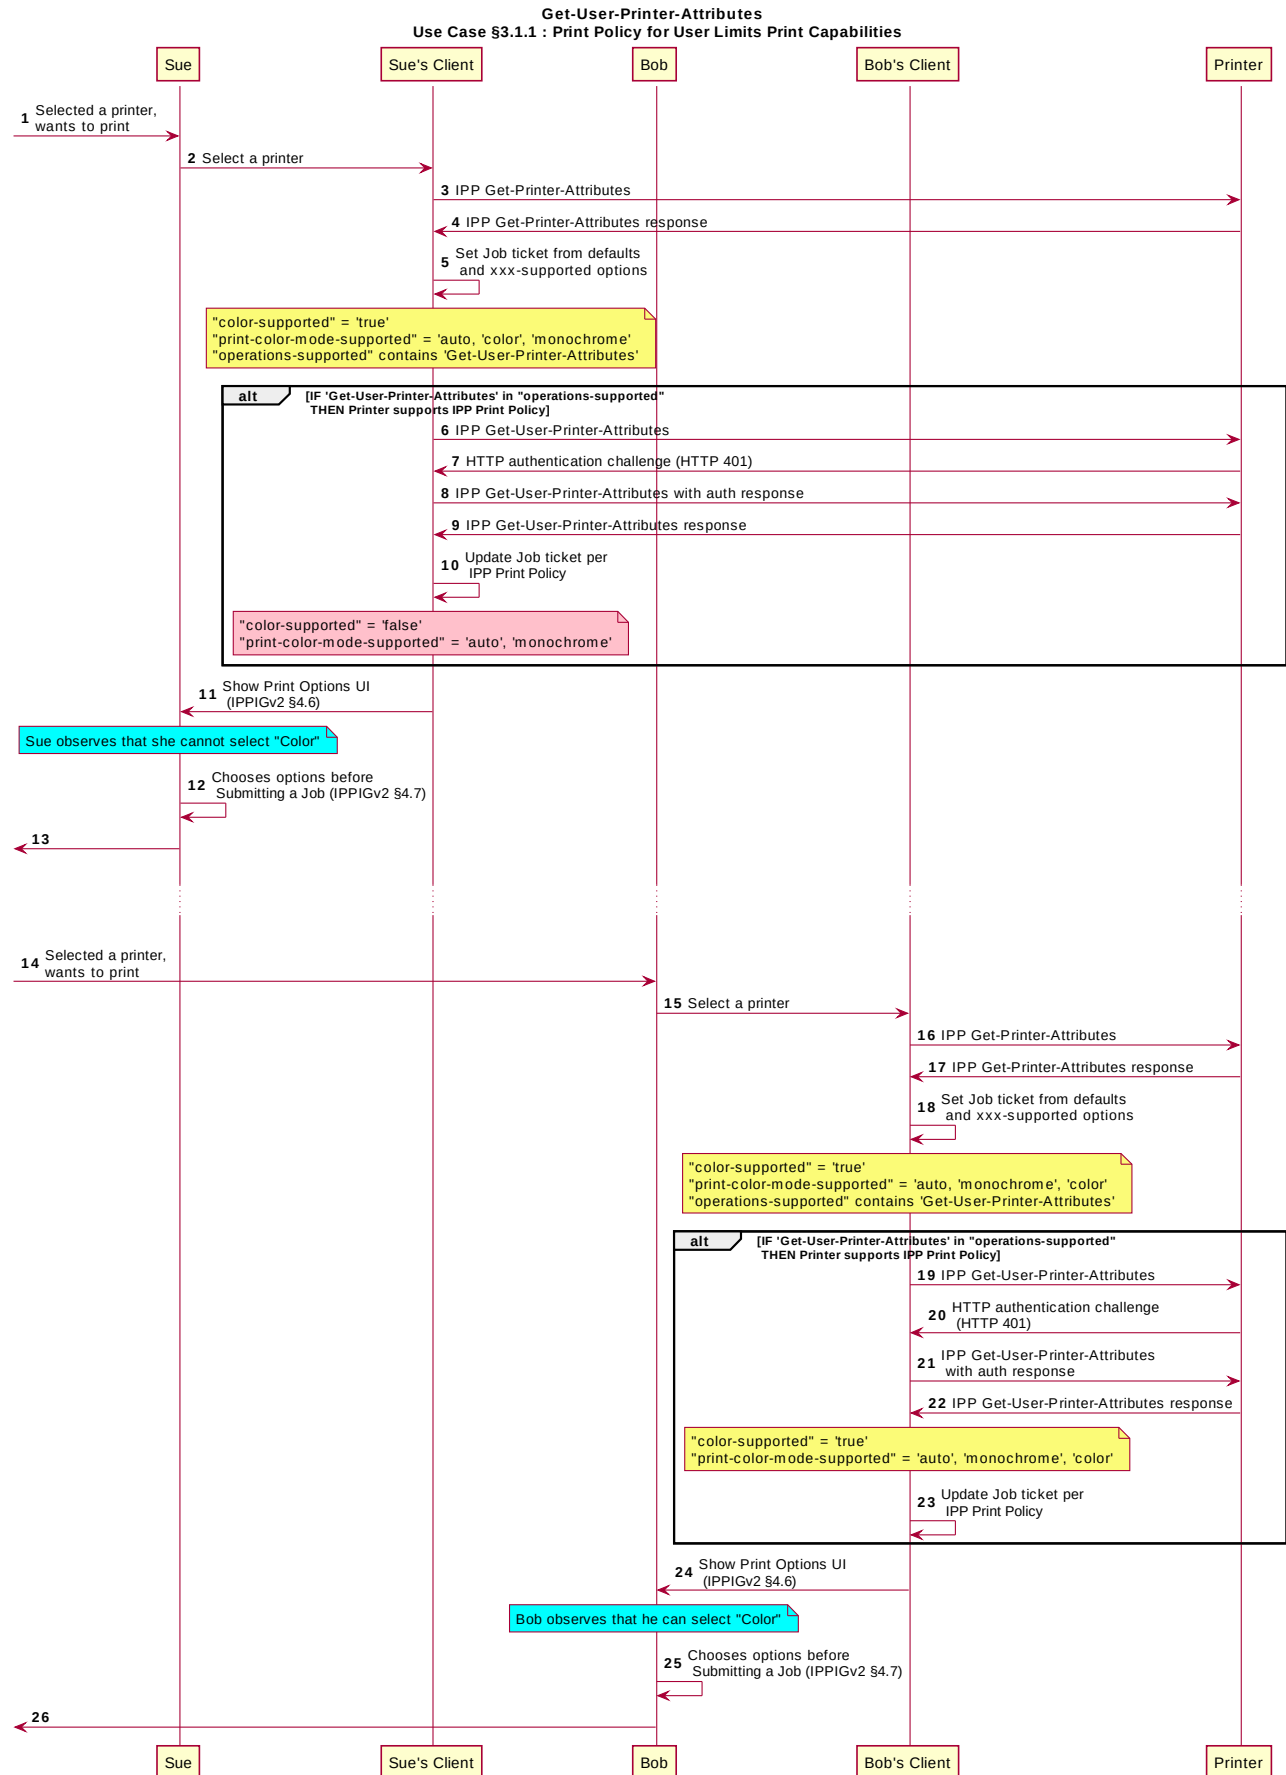 Get-User-Printer-Attributes
Use Case §3.1.1 : Print Policy for User Limits Print Capabilities
Sue
Sue's Client
Bob
Bob's Client
Printer
1 Selected a printer,
wants to print
2 Select a printer
3 IPP Get-Printer-Attributes
4 IPP Get-Printer-Attributes response
5 Set Job ticket from defaults
and xxx-supported options
"color-supported" = 'true'
"print-color-mode-supported" = 'auto, 'color', 'monochrome'
"operations-supported" contains 'Get-User-Printer-Attributes'
alt [IF 'Get-User-Printer-Attributes' in "operations-supported"
THEN Printer supports IPP Print Policy]
6 IPP Get-User-Printer-Attributes
7 HTTP authentication challenge (HTTP 401)
8 IPP Get-User-Printer-Attributes with auth response
9 IPP Get-User-Printer-Attributes response
10 Update Job ticket per
IPP Print Policy
"color-supported" = 'false'
"print-color-mode-supported" = 'auto', 'monochrome'
11 Show Print Options UI
(IPPIGv2 §4.6)
Sue observes that she cannot select "Color"
12 Chooses options before
Submitting a Job (IPPIGv2 §4.7)
13
14 Selected a printer,
wants to print
15 Select a printer
16 IPP Get-Printer-Attributes
17 IPP Get-Printer-Attributes response
18 Set Job ticket from defaults
and xxx-supported options
"color-supported" = 'true'
"print-color-mode-supported" = 'auto, 'monochrome', 'color'
"operations-supported" contains 'Get-User-Printer-Attributes'
alt [IF 'Get-User-Printer-Attributes' in "operations-supported"
THEN Printer supports IPP Print Policy]
19 IPP Get-User-Printer-Attributes
20 HTTP authentication challenge
(HTTP 401)
21 IPP Get-User-Printer-Attributes
with auth response
22 IPP Get-User-Printer-Attributes response
"color-supported" = 'true'
"print-color-mode-supported" = 'auto', 'monochrome', 'color'
23 Update Job ticket per
IPP Print Policy
24 Show Print Options UI
(IPPIGv2 §4.6)
Bob observes that he can select "Color"
25 Chooses options before
Submitting a Job (IPPIGv2 §4.7)
26
Sue
Sue's Client
Bob
Bob's Client
Printer